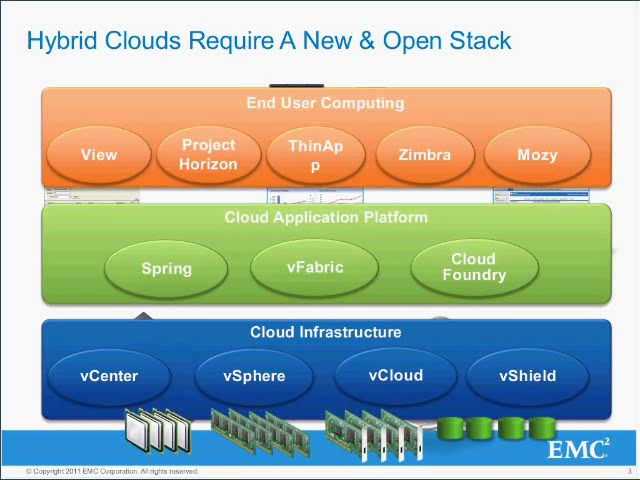 Hybrid Clouds Require A New & Open Stack
End User Computing
View
Project
Horizon
ThinAp
p
Zimbra
Mozy
Cloud Application Platform
Spring
vFabric
Cloud
Foundry
Cloud Infrastructure
vCenter
vSphere
vCloud
vShield
EMC²
© Copyright 2011 EMC Corporation. All rights reserved.
3